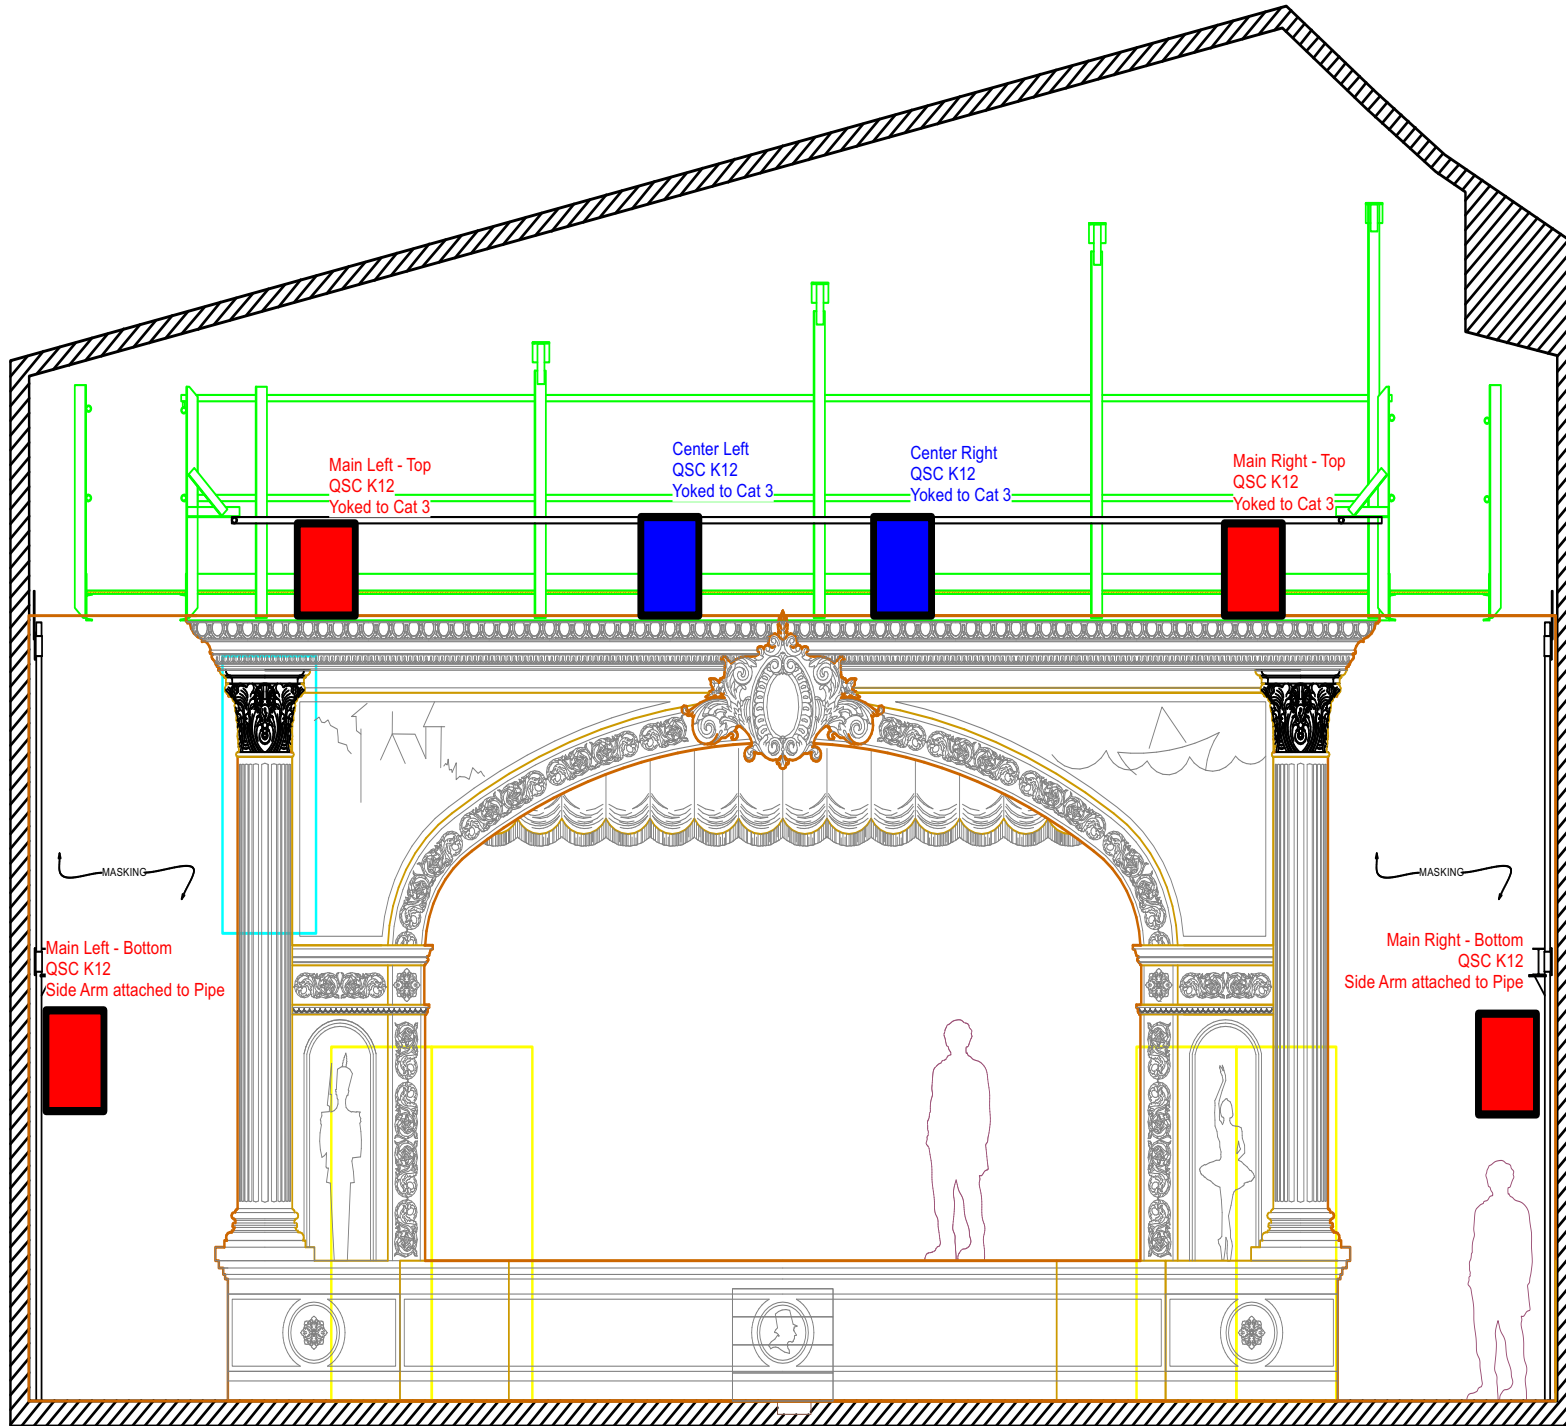 Main Left - Top
QSC K12
Yoked to Cat 3
Center Left
QSC K12
Yoked to Cat 3
Center Right
QSC K12
Yoked to Cat 3
Main Right - Top
QSC K12
Yoked to Cat 3
MASKING
MASKING
Main Left - Bottom
QSC K12
Side Arm attached to Pipe
Main Right - Bottom
QSC K12
Side Arm attached to Pipe